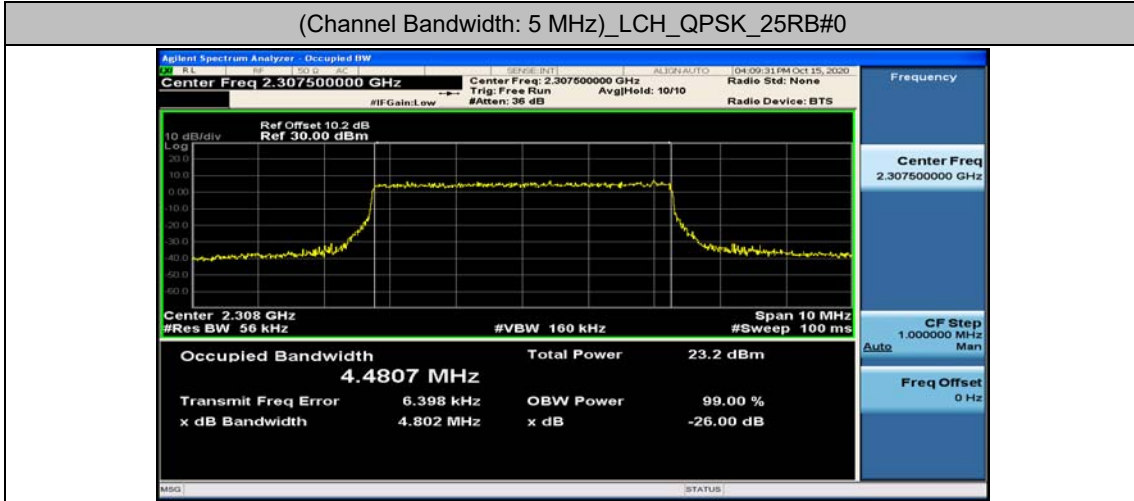 (Channel Bandwidth: 5 MHz)_LCH_QPSK_25RB#0
Agilent Spectrum Analyzer - Occupied BW
RL RF 50 Ω AC SENSE:INT ALIGN AUTO 04:09:31 PM Oct 15, 2020
Center Freq 2.307500000 GHz
Center Freq: 2.307500000 GHz
Radio Std: None
Trig: Free Run Avg|Hold: 10/10
#IFGain:Low #Atten: 36 dB Radio Device: BTS
Ref Offset 10.2 dB
10 dB/div Ref 30.00 dBm
Log
20.0
10.0
0.00
-10.0
-20.0
-30.0
-40.0
-50.0
-60.0
Center 2.308 GHz Span 10 MHz
#Res BW 56 kHz #VBW 160 kHz #Sweep 100 ms
Occupied Bandwidth Total Power 23.2 dBm
4.4807 MHz
Transmit Freq Error 6.398 kHz OBW Power 99.00 %
x dB Bandwidth 4.802 MHz x dB -26.00 dB
MSG STATUS
Frequency
Center Freq
2.307500000 GHz
CF Step
1.000000 MHz
Auto Man
Freq Offset
0 Hz